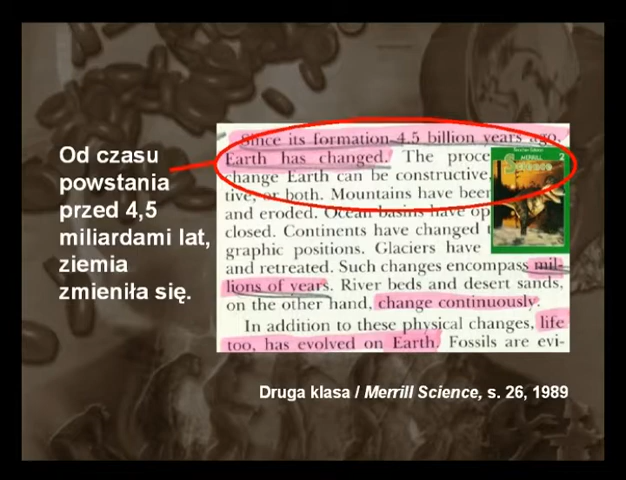 Od czasu
powstania
przed 4,5
miliardami lat,
ziemia
zmieniła się.
Since its formation 4.5 billion years ago,
Earth has changed. The proce
change Earth can be constructive,
tive, or both. Mountains have been
and eroded. Ocean basins have op
closed. Continents have changed
graphic positions. Glaciers have
and retreated. Such changes encompass mil-
lions of years. River beds and desert sands,
on the other hand, change continuously.
In addition to these physical changes, life
too, has evolved on Earth. Fossils are evi-
MERRILL 2
Science
Druga klasa / Merrill Science, s. 26, 1989